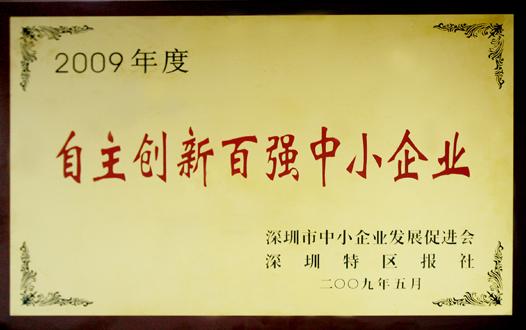 2009年度
自主创新百强中小企业
深圳市中小企业发展促进会
深圳特区报社
二〇〇九年五月